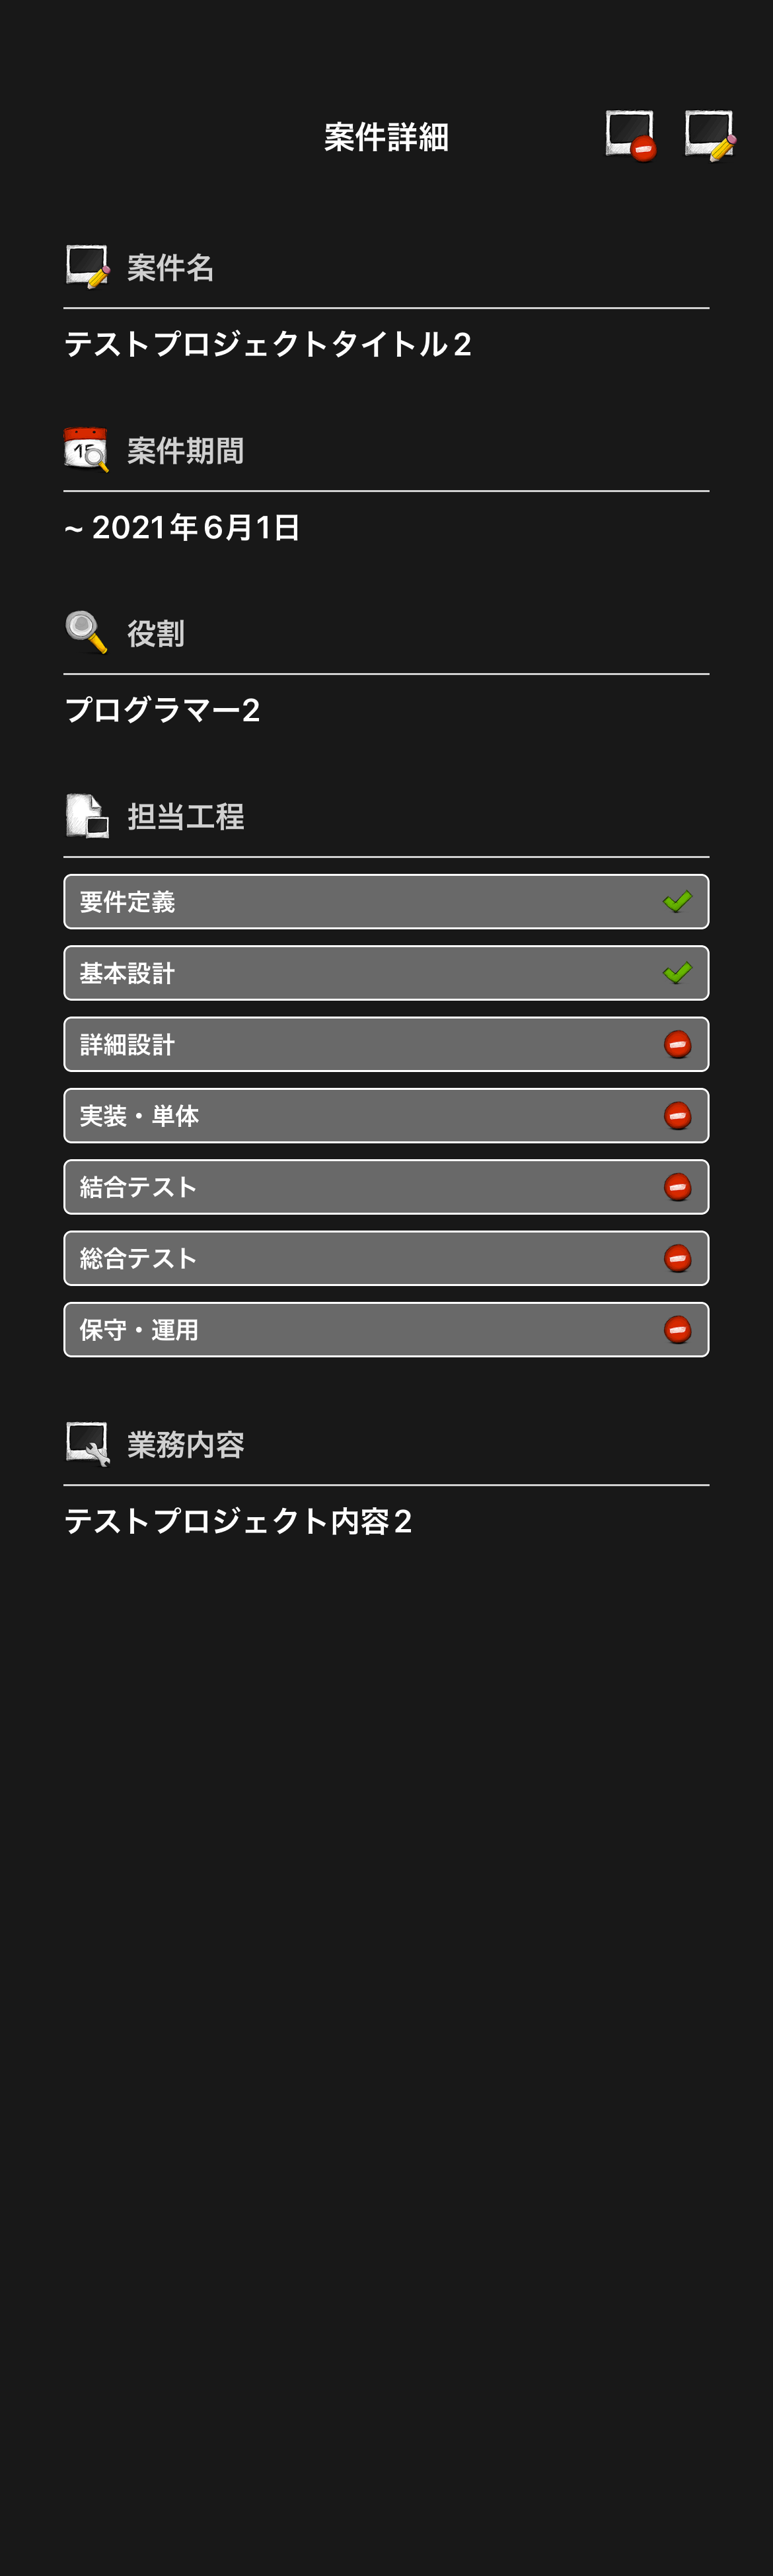 案件詳細
案件名
テストプロジェクトタイトル2
15
案件期間
~ 2021年6月1日
役割
プログラマー2
担当工程
要件定義
基本設計
詳細設計
実装・単体
結合テスト
総合テスト
保守・運用
業務内容
テストプロジェクト内容2